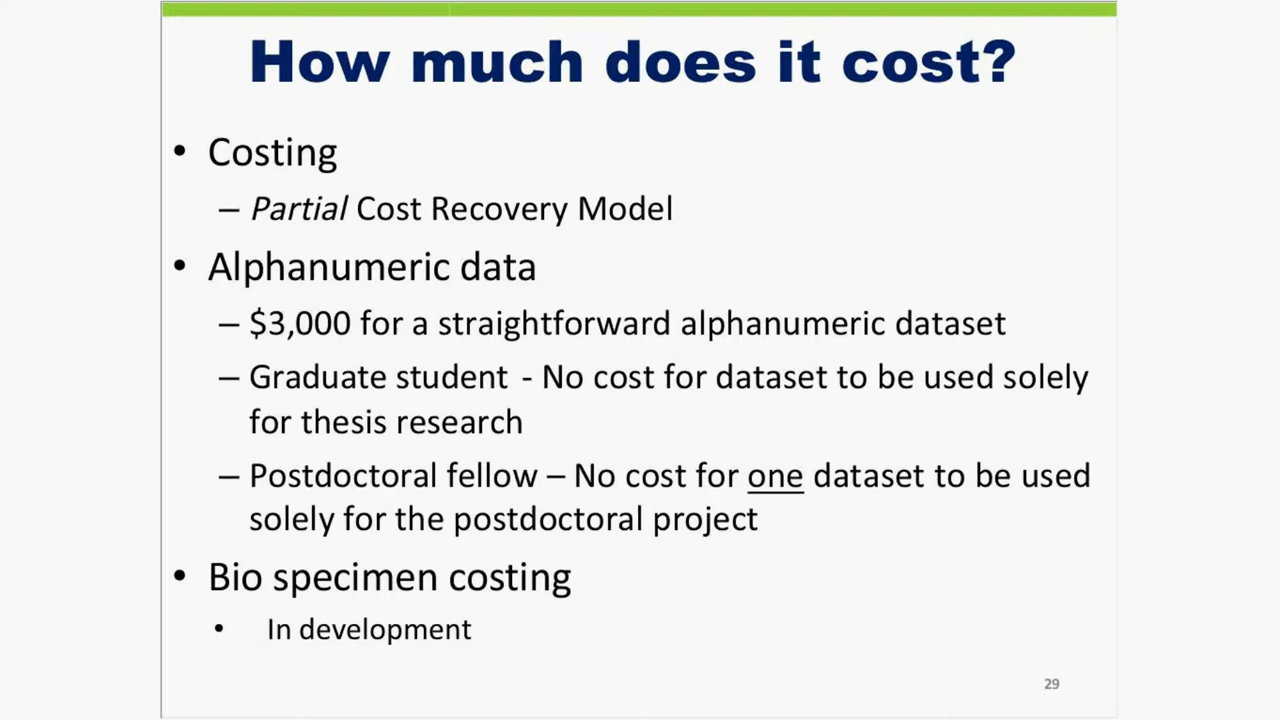 How much does it cost?
• Costing
– Partial Cost Recovery Model
• Alphanumeric data
– $3,000 for a straightforward alphanumeric dataset
– Graduate student - No cost for dataset to be used solely
for thesis research
– Postdoctoral fellow – No cost for one dataset to be used
solely for the postdoctoral project
• Bio specimen costing
• In development
29